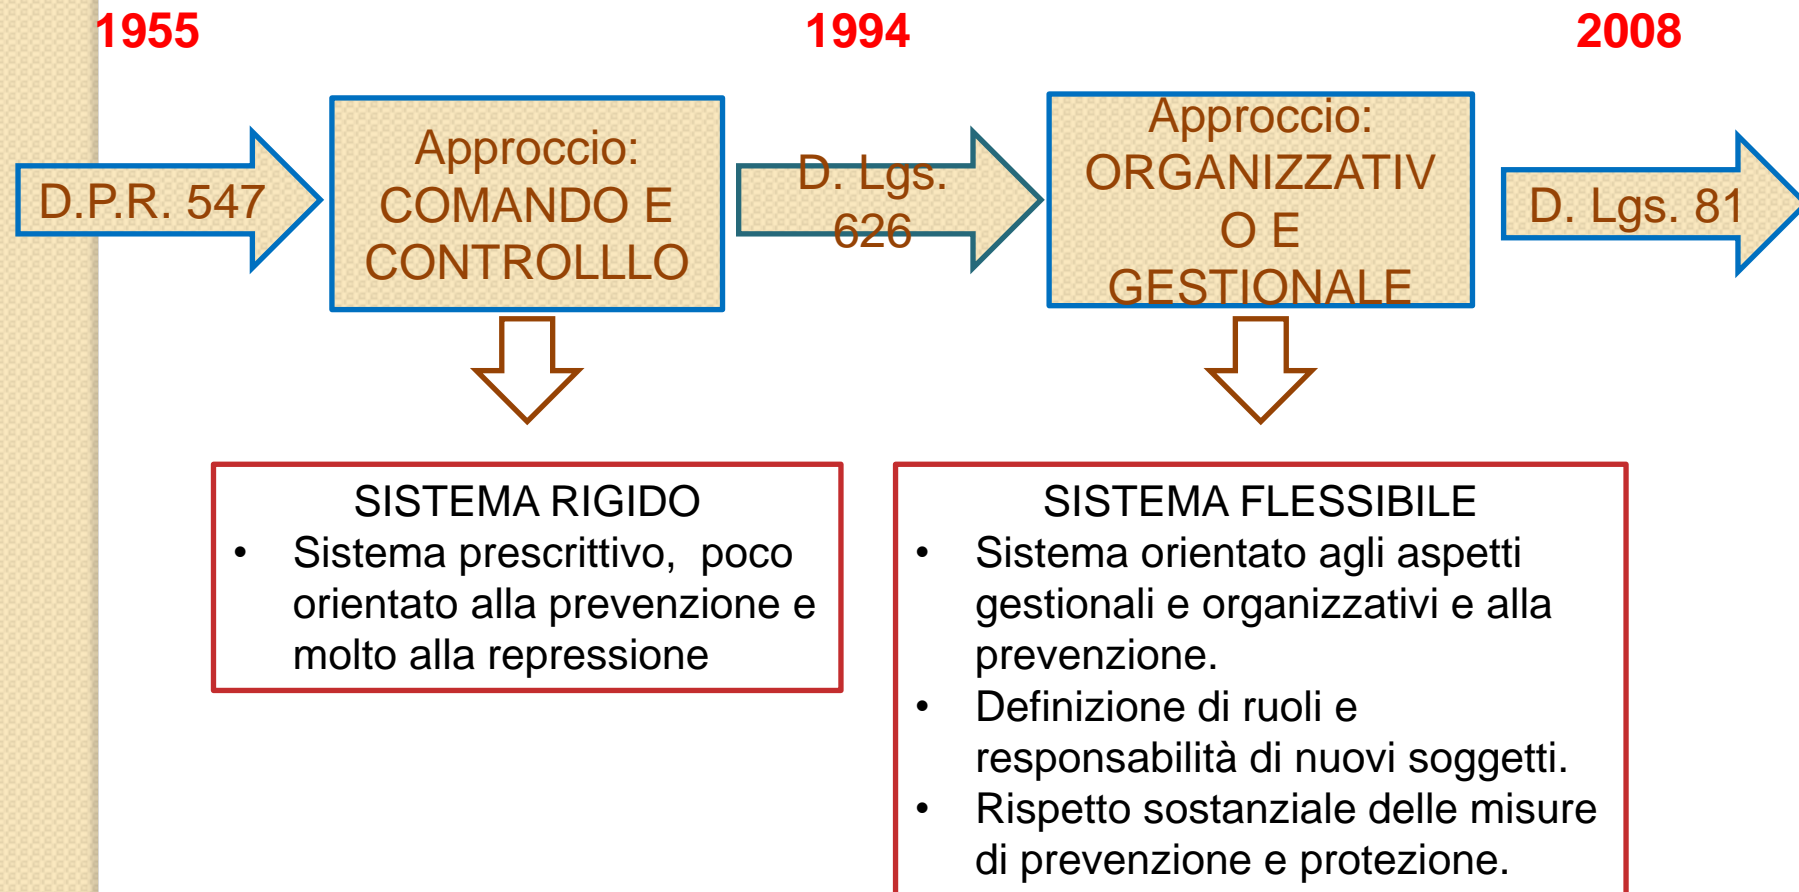 1955
1994
2008
D.P.R. 547
Approccio:
COMANDO E
CONTROLLLO
D. Lgs.
626
Approccio:
ORGANIZZATIV
O E
GESTIONALE
D. Lgs. 81
SISTEMA RIGIDO
• Sistema prescrittivo, poco
orientato alla prevenzione e
molto alla repressione
SISTEMA FLESSIBILE
• Sistema orientato agli aspetti
gestionali e organizzativi e alla
prevenzione.
• Definizione di ruoli e
responsabilità di nuovi soggetti.
• Rispetto sostanziale delle misure
di prevenzione e protezione.